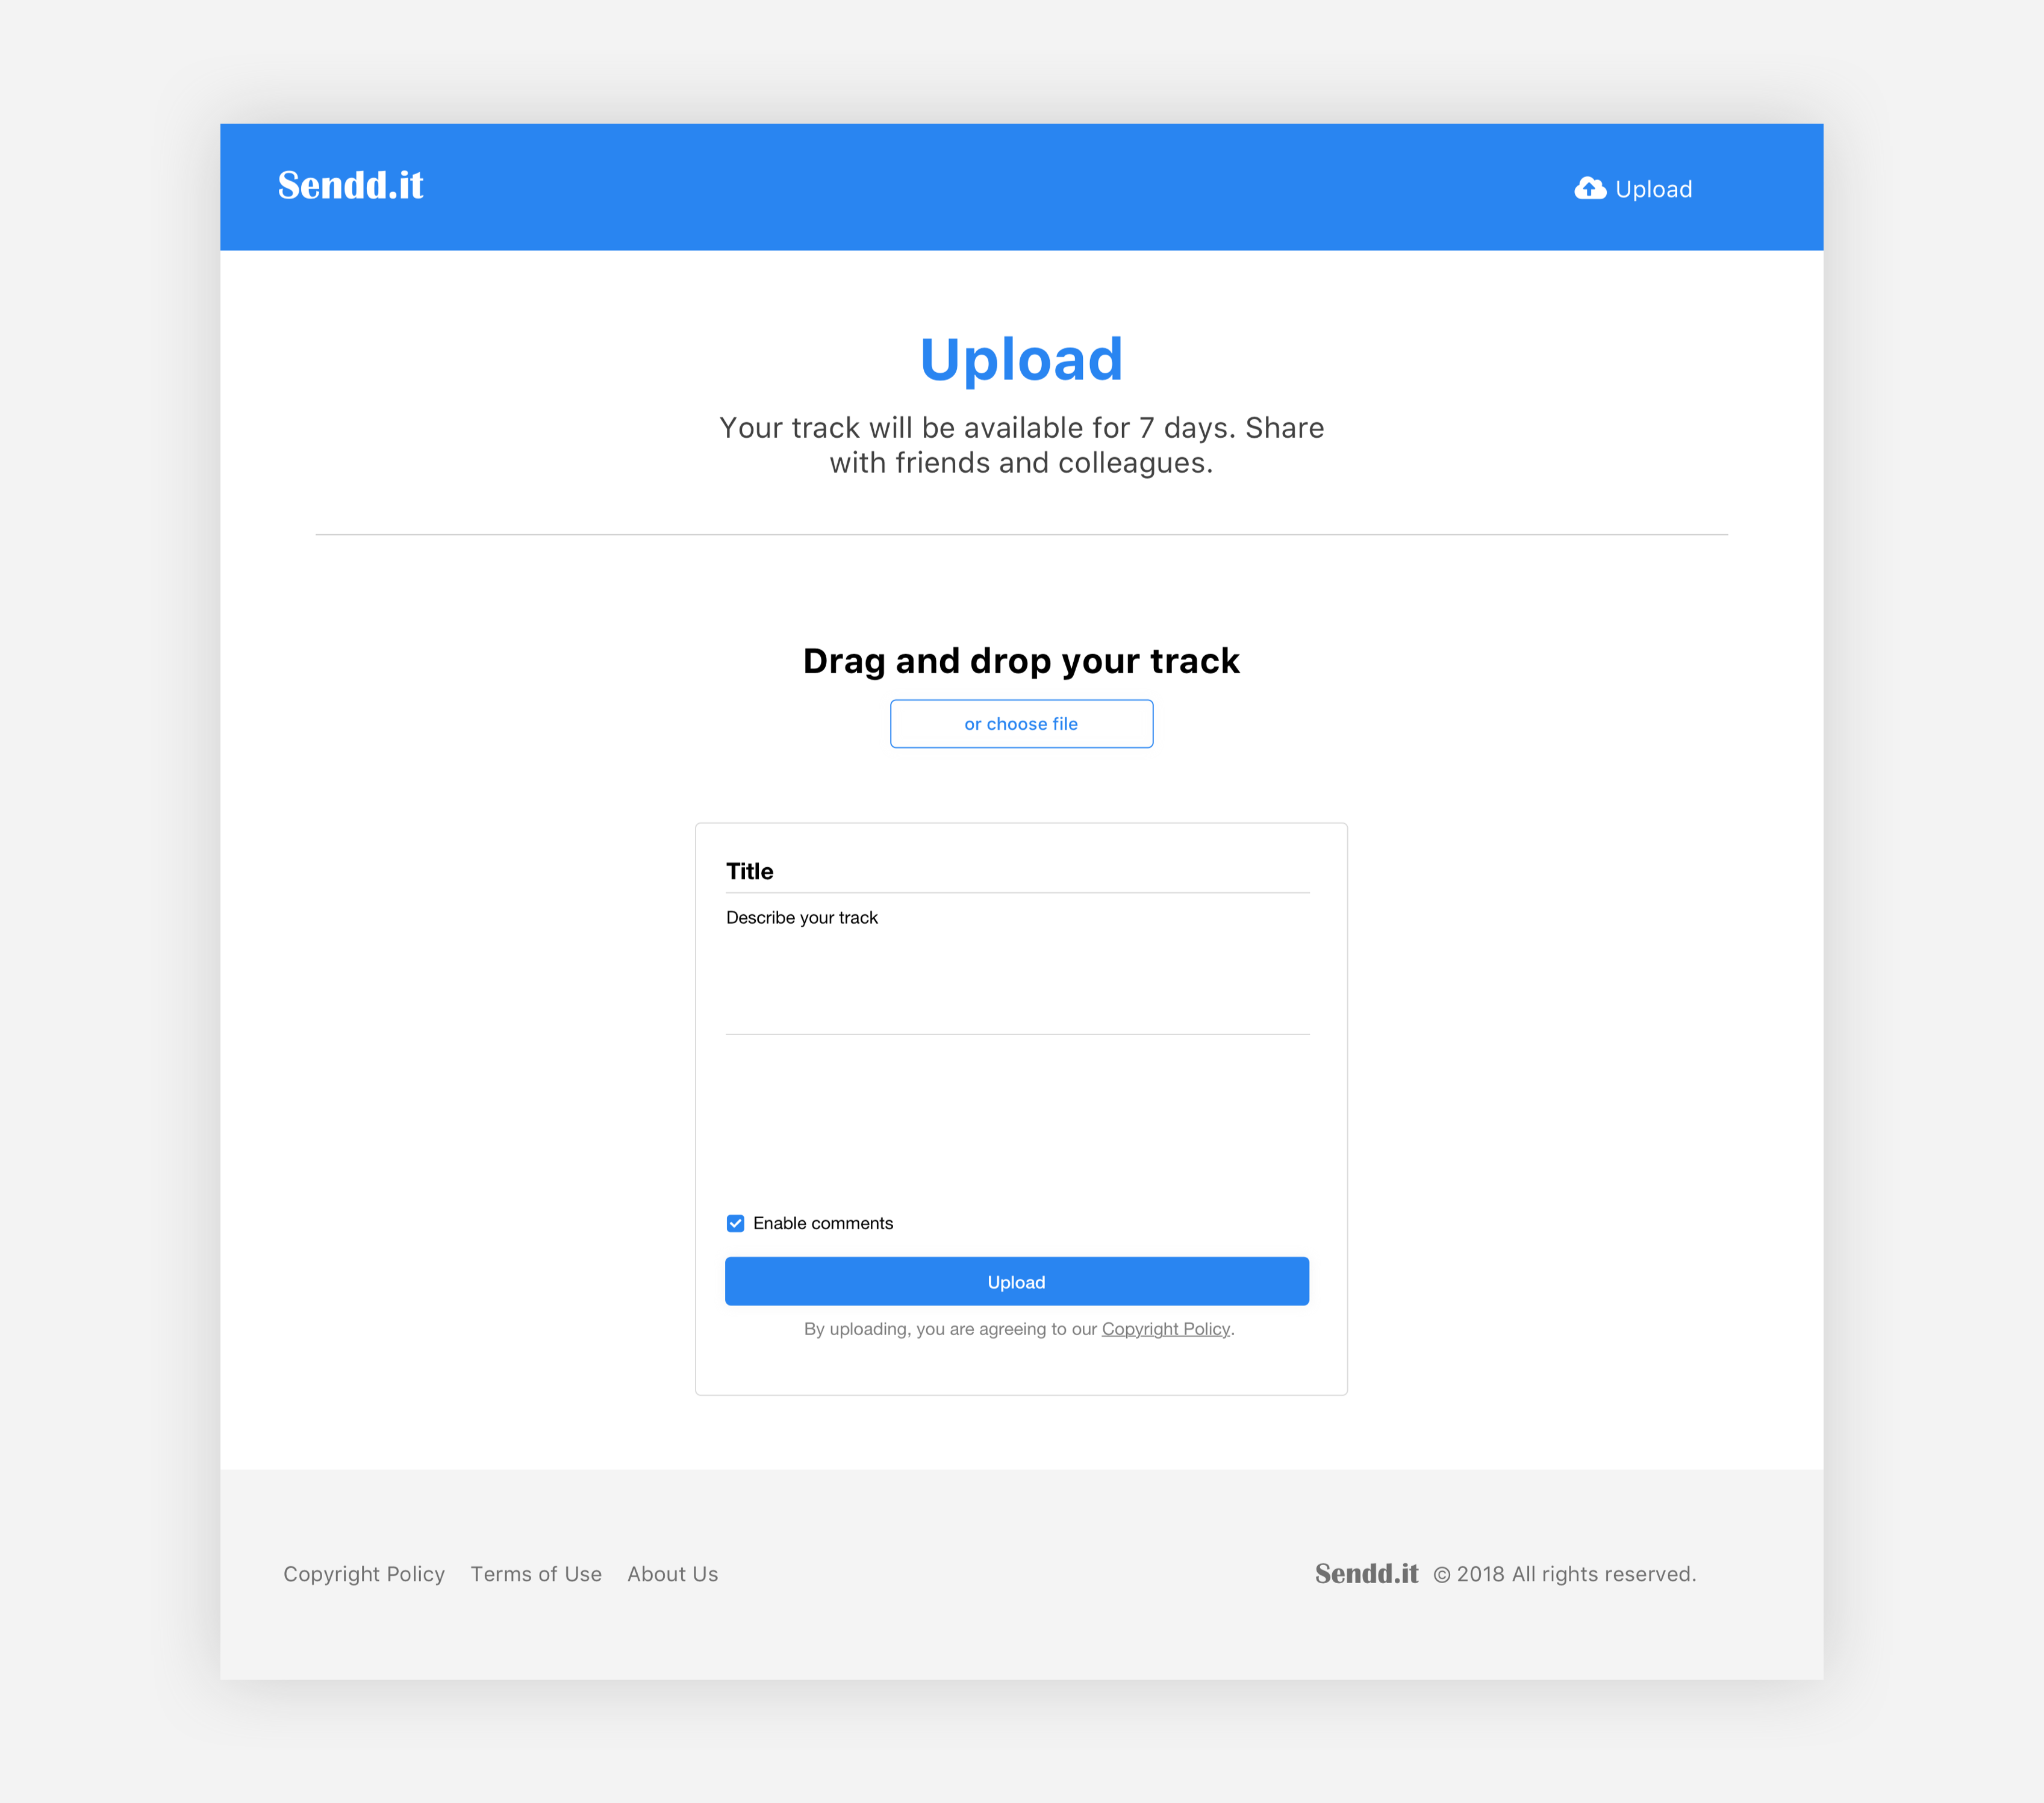 Sendd.it
Upload
Upload
Your track will be available for 7 days. Share
with friends and colleagues.
Drag and drop your track
or choose file
Title
Describe your track
Enable comments
Upload
By uploading, you are agreeing to our Copyright Policy.
Copyright Policy Terms of Use About Us
Sendd.it © 2018 All rights reserved.